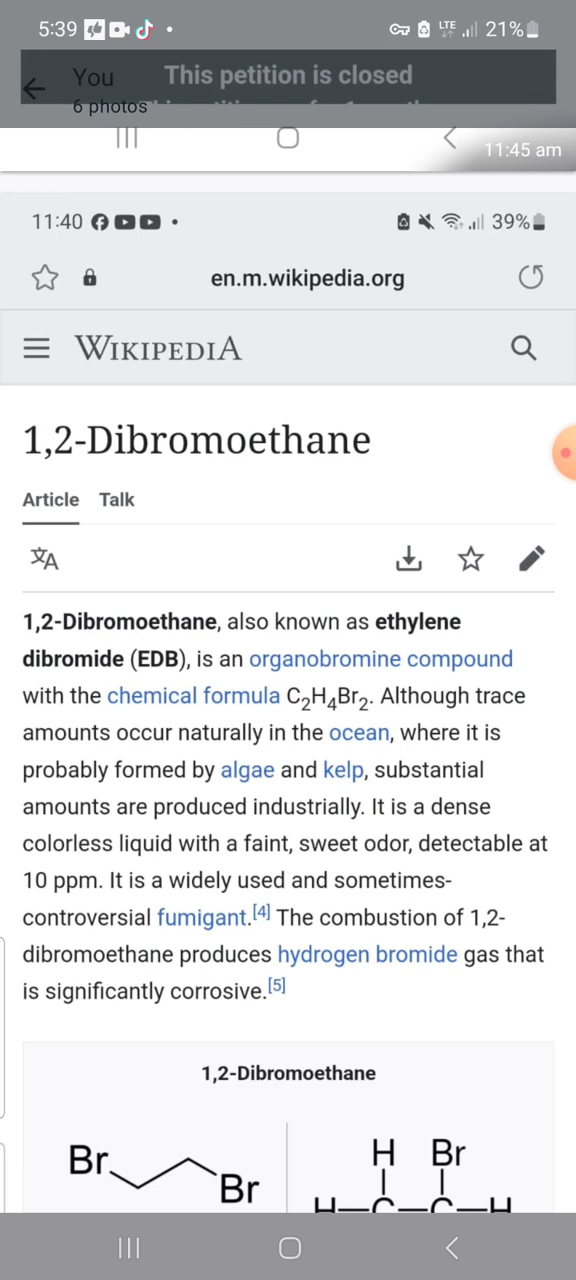 5:39 LTE 21%
You This petition is closed
6 photos
11:45 am
11:40 39%
en.m.wikipedia.org
WIKIPEDIA
1,2-Dibromoethane
Article Talk
1,2-Dibromoethane, also known as ethylene
dibromide (EDB), is an organobromine compound
with the chemical formula C₂H₄Br₂. Although trace
amounts occur naturally in the ocean, where it is
probably formed by algae and kelp, substantial
amounts are produced industrially. It is a dense
colorless liquid with a faint, sweet odor, detectable at
10 ppm. It is a widely used and sometimes-
controversial fumigant.[4] The combustion of 1,2-
dibromoethane produces hydrogen bromide gas that
is significantly corrosive.[5]
1,2-Dibromoethane
Br Br
H Br
H C C H